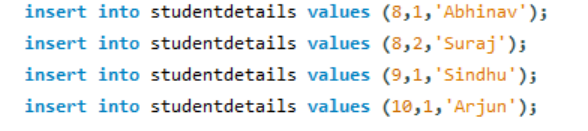 insert into studentdetails values (8,1,'Abhinav');
insert into studentdetails values (8,2,'Suraj');
insert into studentdetails values (9,1,'Sindhu');
insert into studentdetails values (10,1,'Arjun');